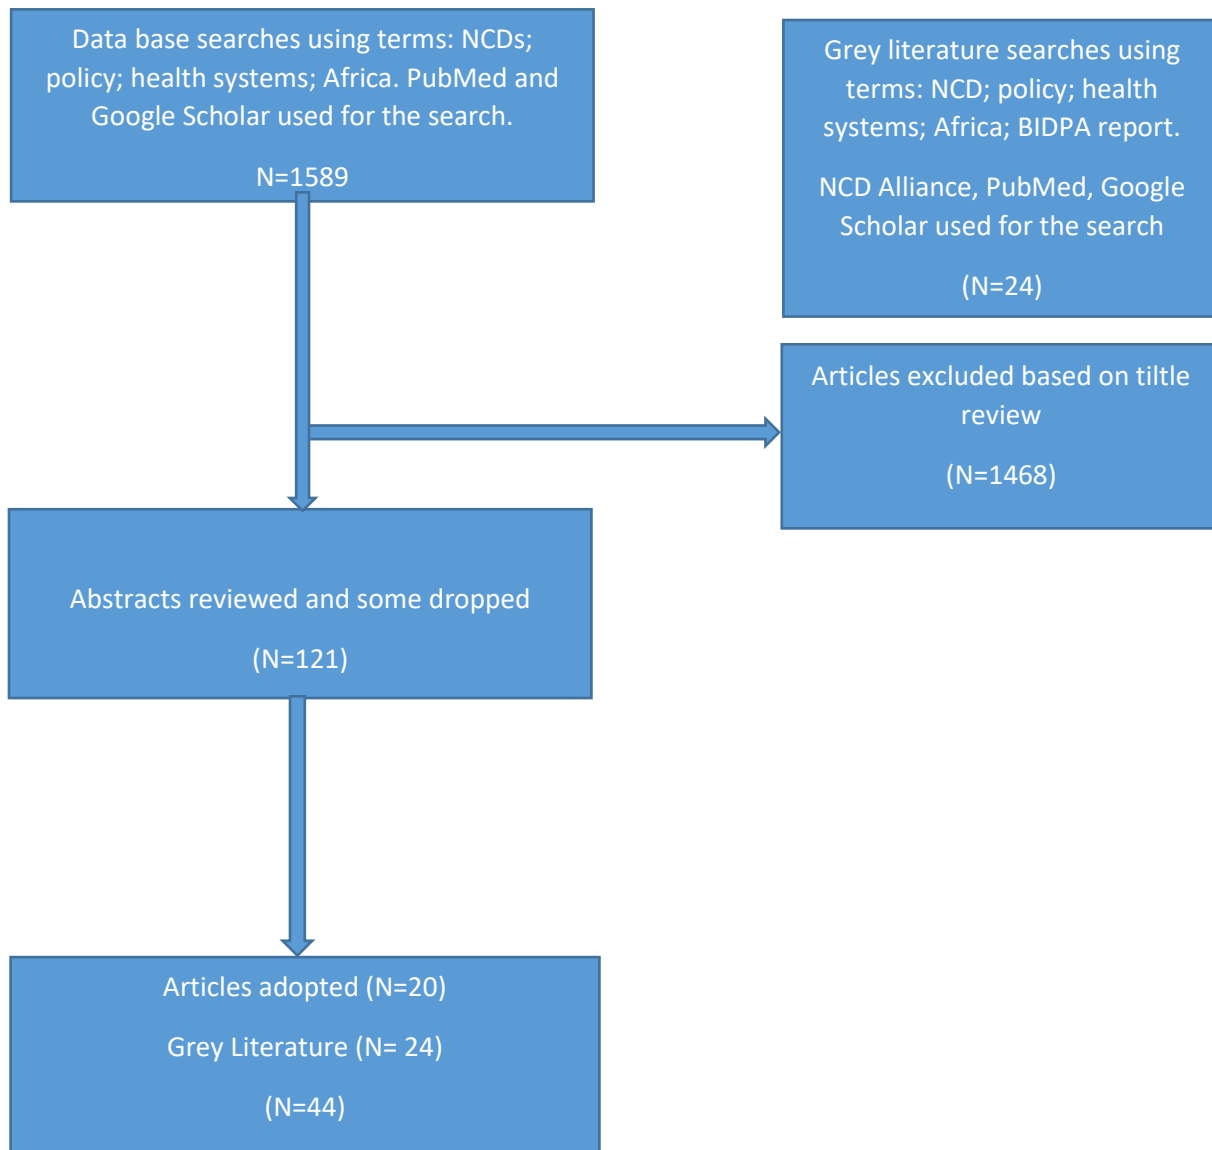 Data base searches using terms: NCDs;
policy; health systems; Africa. PubMed and
Google Scholar used for the search.
N=1589
Grey literature searches using
terms: NCD; policy; health
systems; Africa; BIDPA report.
NCD Alliance, PubMed, Google
Scholar used for the search
(N=24)
Articles excluded based on tiltle
review
(N=1468)
Abstracts reviewed and some dropped
(N=121)
Articles adopted (N=20)
Grey Literature (N= 24)
(N=44)